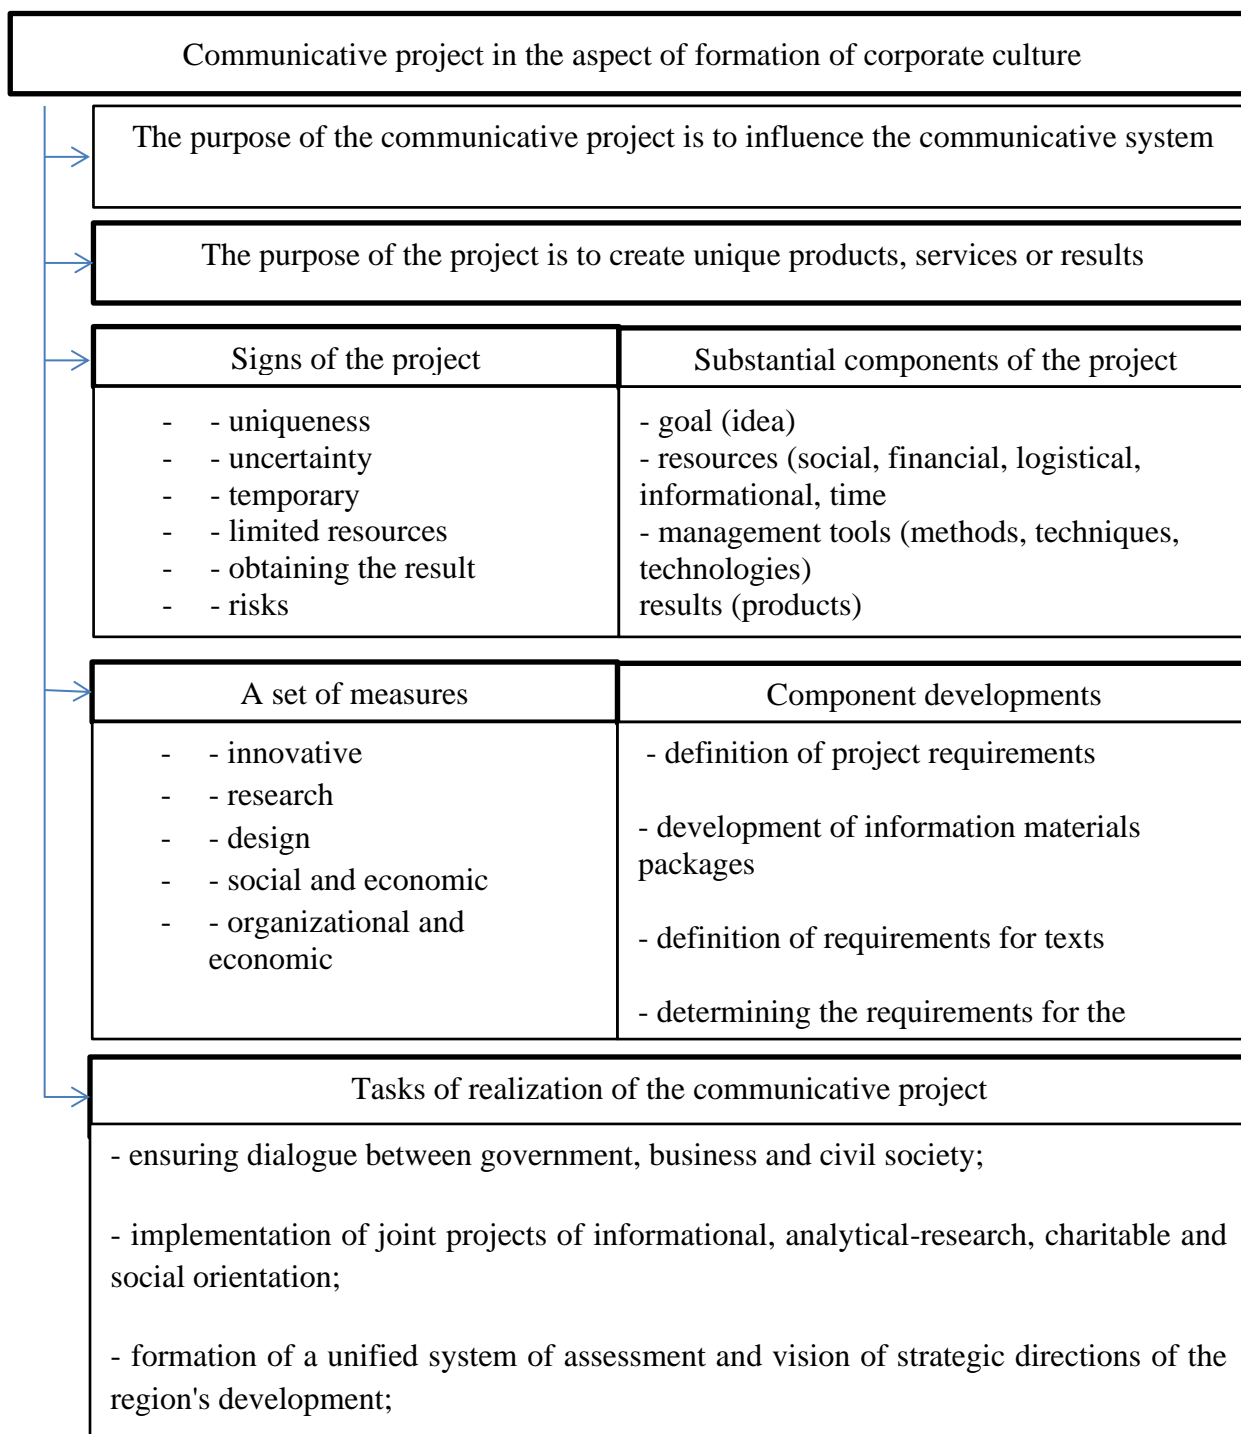 Communicative project in the aspect of formation of corporate culture
The purpose of the communicative project is to influence the communicative system
The purpose of the project is to create unique products, services or results
Signs of the project
- - uniqueness
- - uncertainty
- - temporary
- - limited resources
- - obtaining the result
- - risks
Substantial components of the project
- goal (idea)
- resources (social, financial, logistical,
informational, time
- management tools (methods, techniques,
technologies)
results (products)
A set of measures
- - innovative
- - research
- - design
- - social and economic
- - organizational and
economic
Component developments
- definition of project requirements
- development of information materials
packages
- definition of requirements for texts
- determining the requirements for the
Tasks of realization of the communicative project
- ensuring dialogue between government, business and civil society;
- implementation of joint projects of informational, analytical-research, charitable and
social orientation;
- formation of a unified system of assessment and vision of strategic directions of the
region's development;